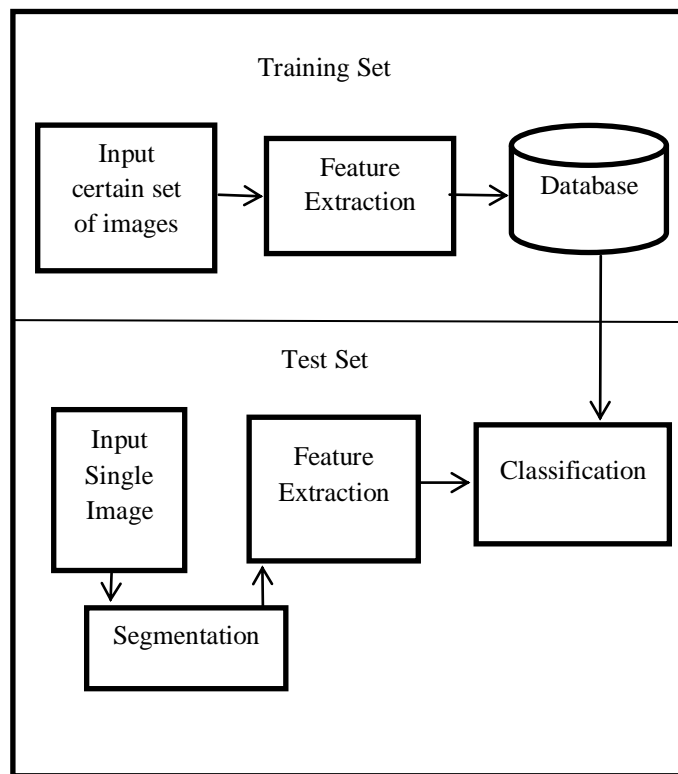 Training Set
Input
certain set
of images
Feature
Extraction
Database
Test Set
Input
Single
Image
Feature
Extraction
Classification
Segmentation